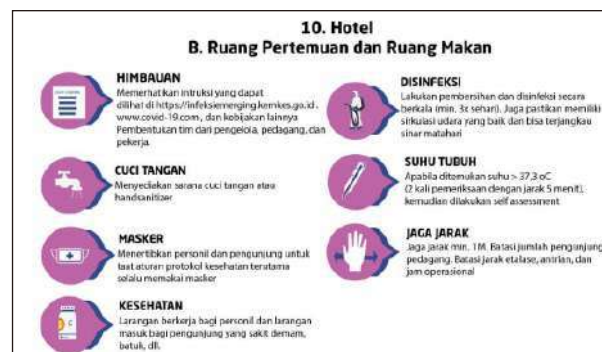 10. Hotel
B. Ruang Pertemuan dan Ruang Makan
HIMBAUAN
Memerhatikan intruksi yang dapat
dilihat di https://infeksiemerging.kemkes.go.id,
www.covid-19.com, dan kebijakan lainnya
Pembentukan tim dari pengelola, pedagang, dan
pekerja.
CUCI TANGAN
Menyediakan sarana cuci tangan atau
handsanitizer
MASKER
Menertibkan personil dan pengunjung untuk
taat aturan protokol kesehatan terutama
selalu memakai masker
KESEHATAN
Larangan berkerja bagi personil dan larangan
masuk bagi pengunjung yang sakit demam,
batuk, dll.
DISINFEKSI
Lakukan pembersihan dan disinfeksi secara
berkala (min. 3x sehari). Juga pastikan memiliki
sirkulasi udara yang baik dan bisa terjangkau
sinar matahari
SUHU TUBUH
Apabila ditemukan suhu > 37,3 oC
(2 kali pemeriksaan dengan jarak 5 menit),
kemudian dilakukan self assessment
JAGA JARAK
Jaga jarak min. 1M. Batasi jumlah pengunjung
pedagang. Batasi jarak etalase, antrian, dan
jam operasional